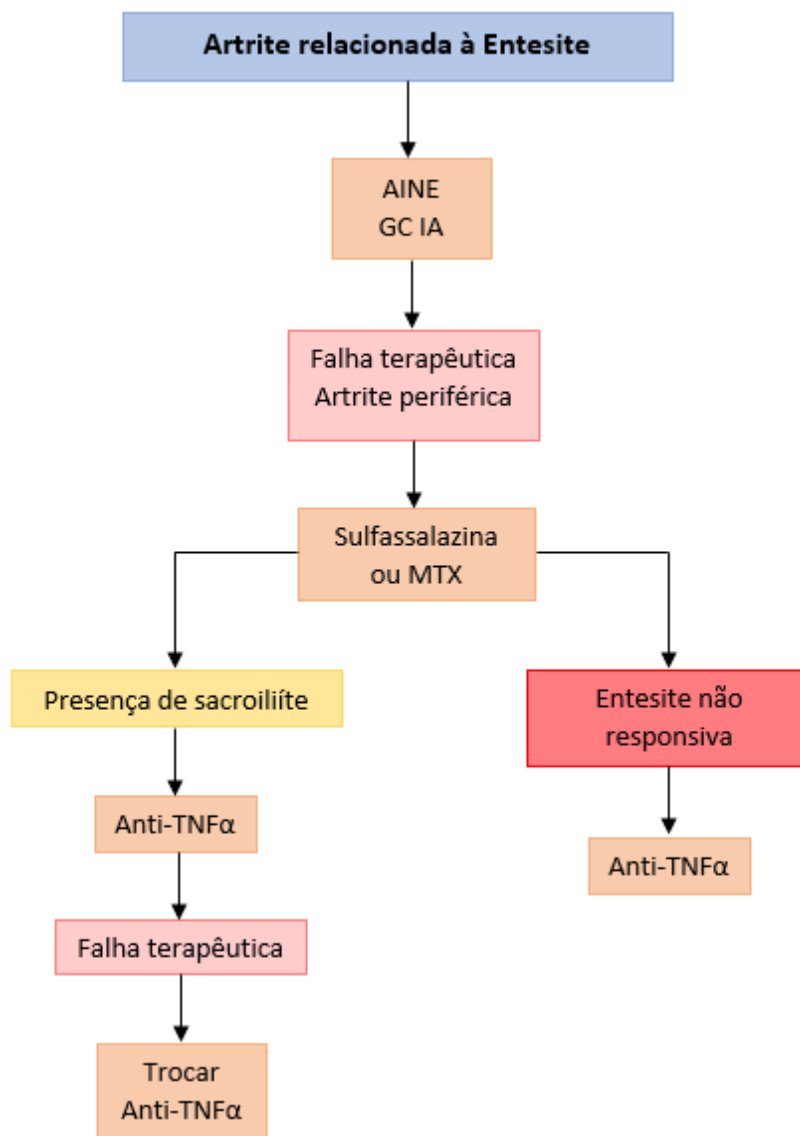 Artrite relacionada à Entesite
AINE
GC IA
Falha terapêutica
Artrite periférica
Sulfassalazina
ou MTX
Presença de sacroiliíte
Entesite não
responsiva
Anti-TNFα
Anti-TNFα
Falha terapêutica
Trocar
Anti-TNFα